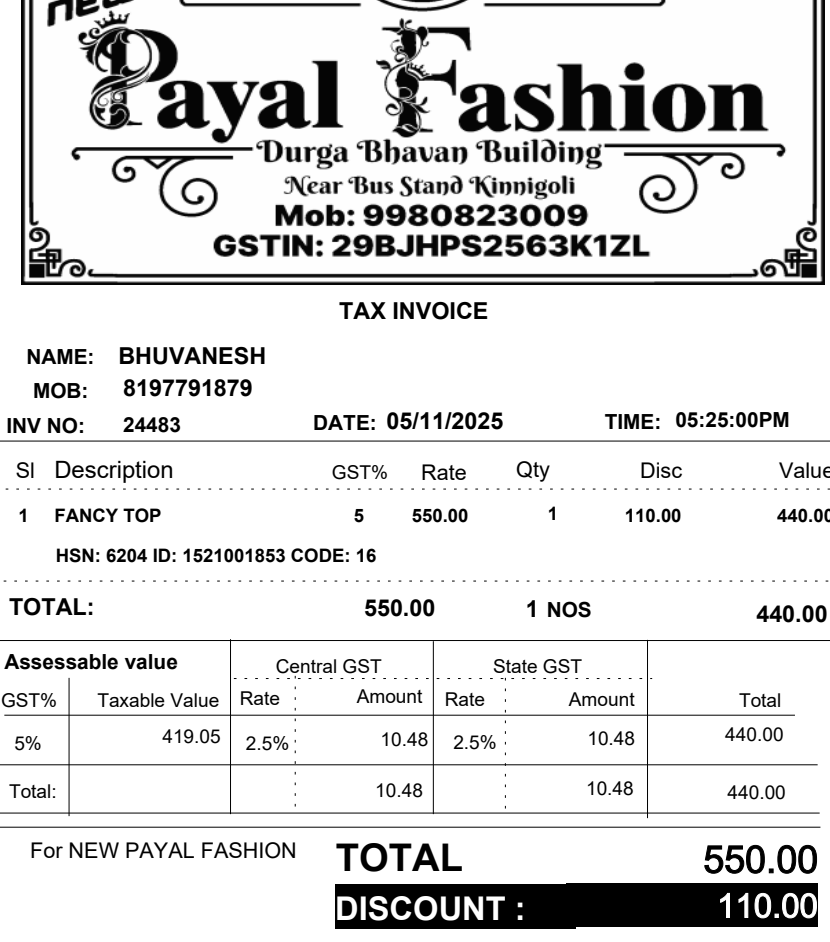 new
Payal Fashion
Durga Bhavan Building
Near Bus Stand Kinnigoli
Mob: 9980823009
GSTIN: 29BJHPS2563K1ZL
TAX INVOICE
NAME: BHUVANESH
MOB: 8197791879
INV NO: 24483 DATE: 05/11/2025 TIME: 05:25:00PM
Sl Description GST% Rate Qty Disc Value
1 FANCY TOP 5 550.00 1 110.00 440.00
HSN: 6204 ID: 1521001853 CODE: 16
TOTAL: 550.00 1 NOS 440.00
Assessable value Central GST State GST
GST% Taxable Value Rate Amount Rate Amount Total
5% 419.05 2.5% 10.48 2.5% 10.48 440.00
Total: 10.48 10.48 440.00
For NEW PAYAL FASHION TOTAL 550.00
DISCOUNT : 110.00